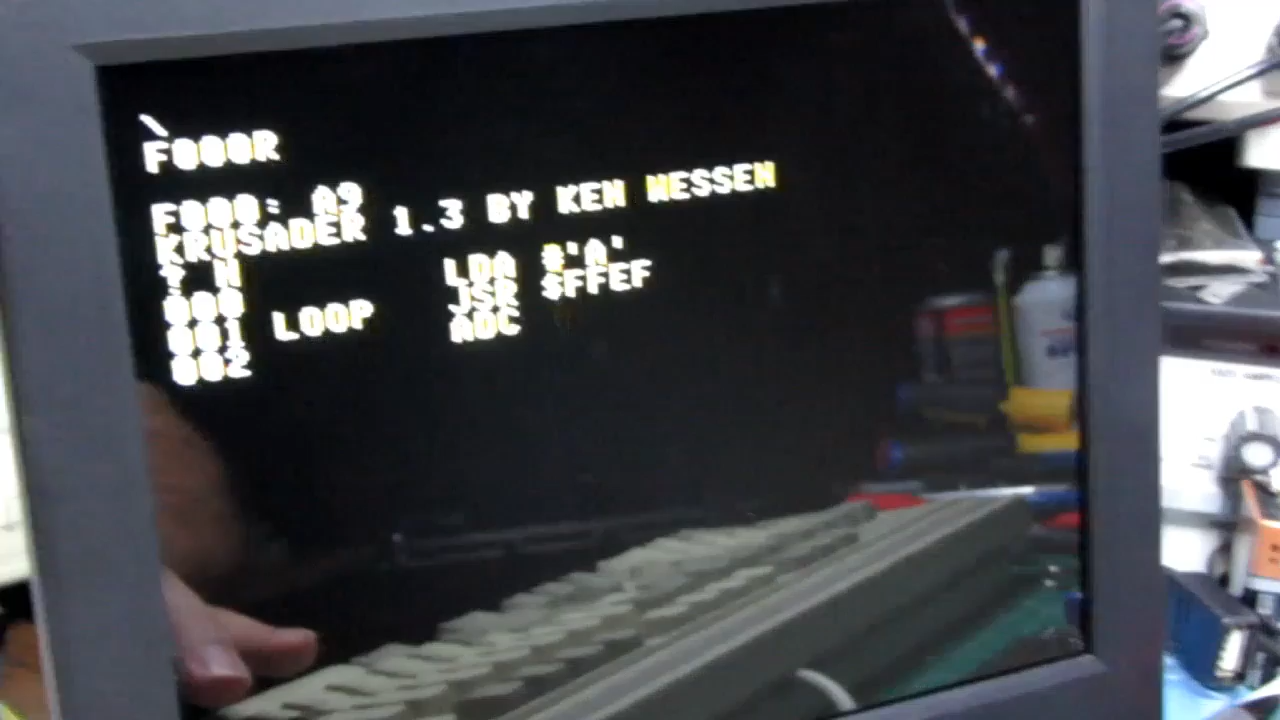 \
F000R
F000: A9
KRUSADER 1.3 BY KEN WESSEN
? N
000 LDA #'A'
001 LOOP JSR $FFEF
002 ADC